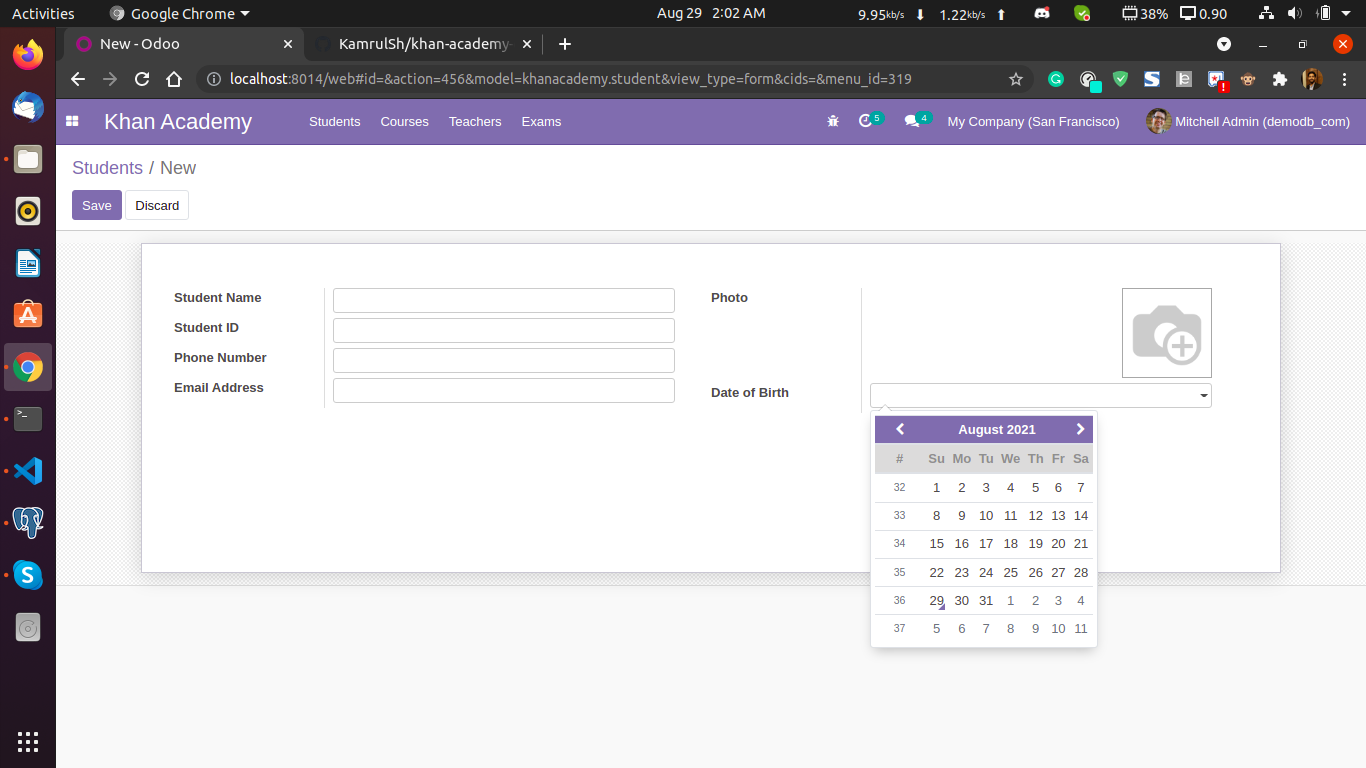 Activities Google Chrome Aug 29 2:02 AM 9.95kb/s 1.22kb/s 38% 0.90
New - Odoo KamrulSh/khan-academy-
localhost:8014/web#id=&action=456&model=khanacademy.student&view_type=form&cids=&menu_id=319
Khan Academy Students Courses Teachers Exams 5 4 My Company (San Francisco) Mitchell Admin (demodb_com)
Students / New
Save Discard
Student Name Photo
Student ID
Phone Number
Email Address Date of Birth
August 2021
# Su Mo Tu We Th Fr Sa
32 1 2 3 4 5 6 7
33 8 9 10 11 12 13 14
34 15 16 17 18 19 20 21
35 22 23 24 25 26 27 28
36 29 30 31 1 2 3 4
37 5 6 7 8 9 10 11